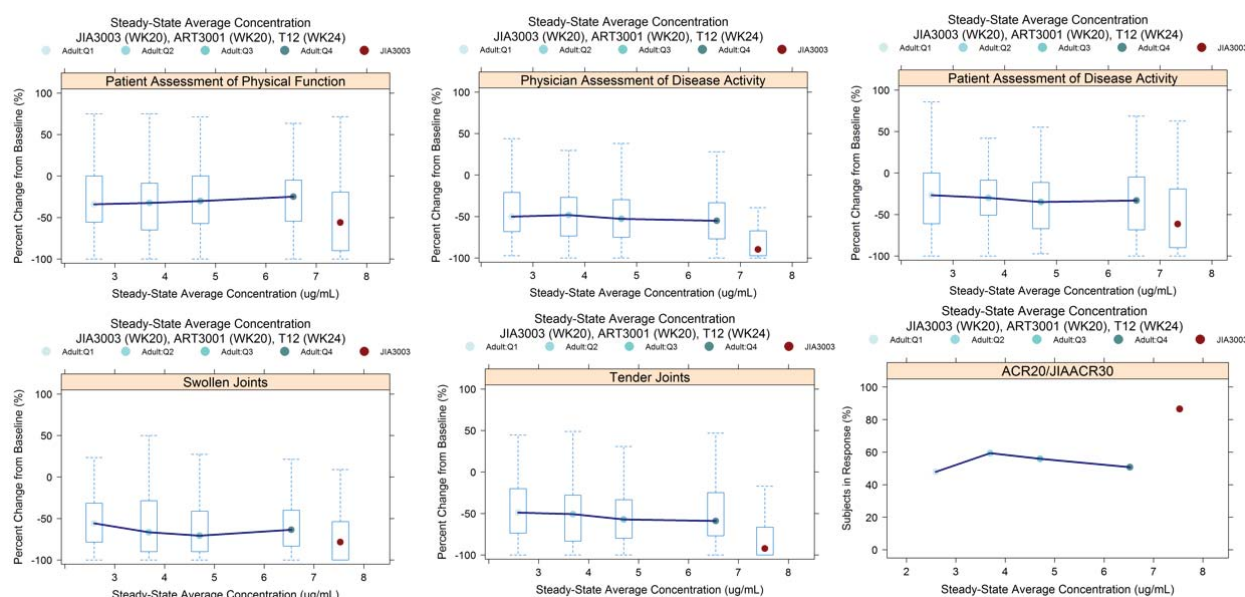 Steady-State Average Concentration
JIA3003 (WK20), ART3001 (WK20), T12 (WK24)
Adult:Q1 Adult:Q2 Adult:Q3 Adult:Q4 JIA3003
Patient Assessment of Physical Function
Percent Change from Baseline (%)
100
50
0
-50
-100
3 4 5 6 7 8
Steady-State Average Concentration (ug/mL)
Steady-State Average Concentration
JIA3003 (WK20), ART3001 (WK20), T12 (WK24)
Adult:Q1 Adult:Q2 Adult:Q3 Adult:Q4 JIA3003
Physician Assessment of Disease Activity
Percent Change from Baseline (%)
100
50
0
-50
-100
3 4 5 6 7 8
Steady-State Average Concentration (ug/mL)
Steady-State Average Concentration
JIA3003 (WK20), ART3001 (WK20), T12 (WK24)
Adult:Q1 Adult:Q2 Adult:Q3 Adult:Q4 JIA3003
Patient Assessment of Disease Activity
Percent Change from Baseline (%)
100
50
0
-50
-100
3 4 5 6 7 8
Steady-State Average Concentration (ug/mL)
Steady-State Average Concentration
JIA3003 (WK20), ART3001 (WK20), T12 (WK24)
Adult:Q1 Adult:Q2 Adult:Q3 Adult:Q4 JIA3003
Swollen Joints
Percent Change from Baseline (%)
100
50
0
-50
-100
3 4 5 6 7 8
Steady-State Average Concentration (ug/mL)
Steady-State Average Concentration
JIA3003 (WK20), ART3001 (WK20), T12 (WK24)
Adult:Q1 Adult:Q2 Adult:Q3 Adult:Q4 JIA3003
Tender Joints
Percent Change from Baseline (%)
100
50
0
-50
-100
3 4 5 6 7 8
Steady-State Average Concentration (ug/mL)
Steady-State Average Concentration
JIA3003 (WK20), ART3001 (WK20), T12 (WK24)
Adult:Q1 Adult:Q2 Adult:Q3 Adult:Q4 JIA3003
ACR20/JIAACR30
Subjects in Response (%)
100
80
60
40
20
0
2 3 4 5 6 7 8
Steady-State Average Concentration (ug/mL)